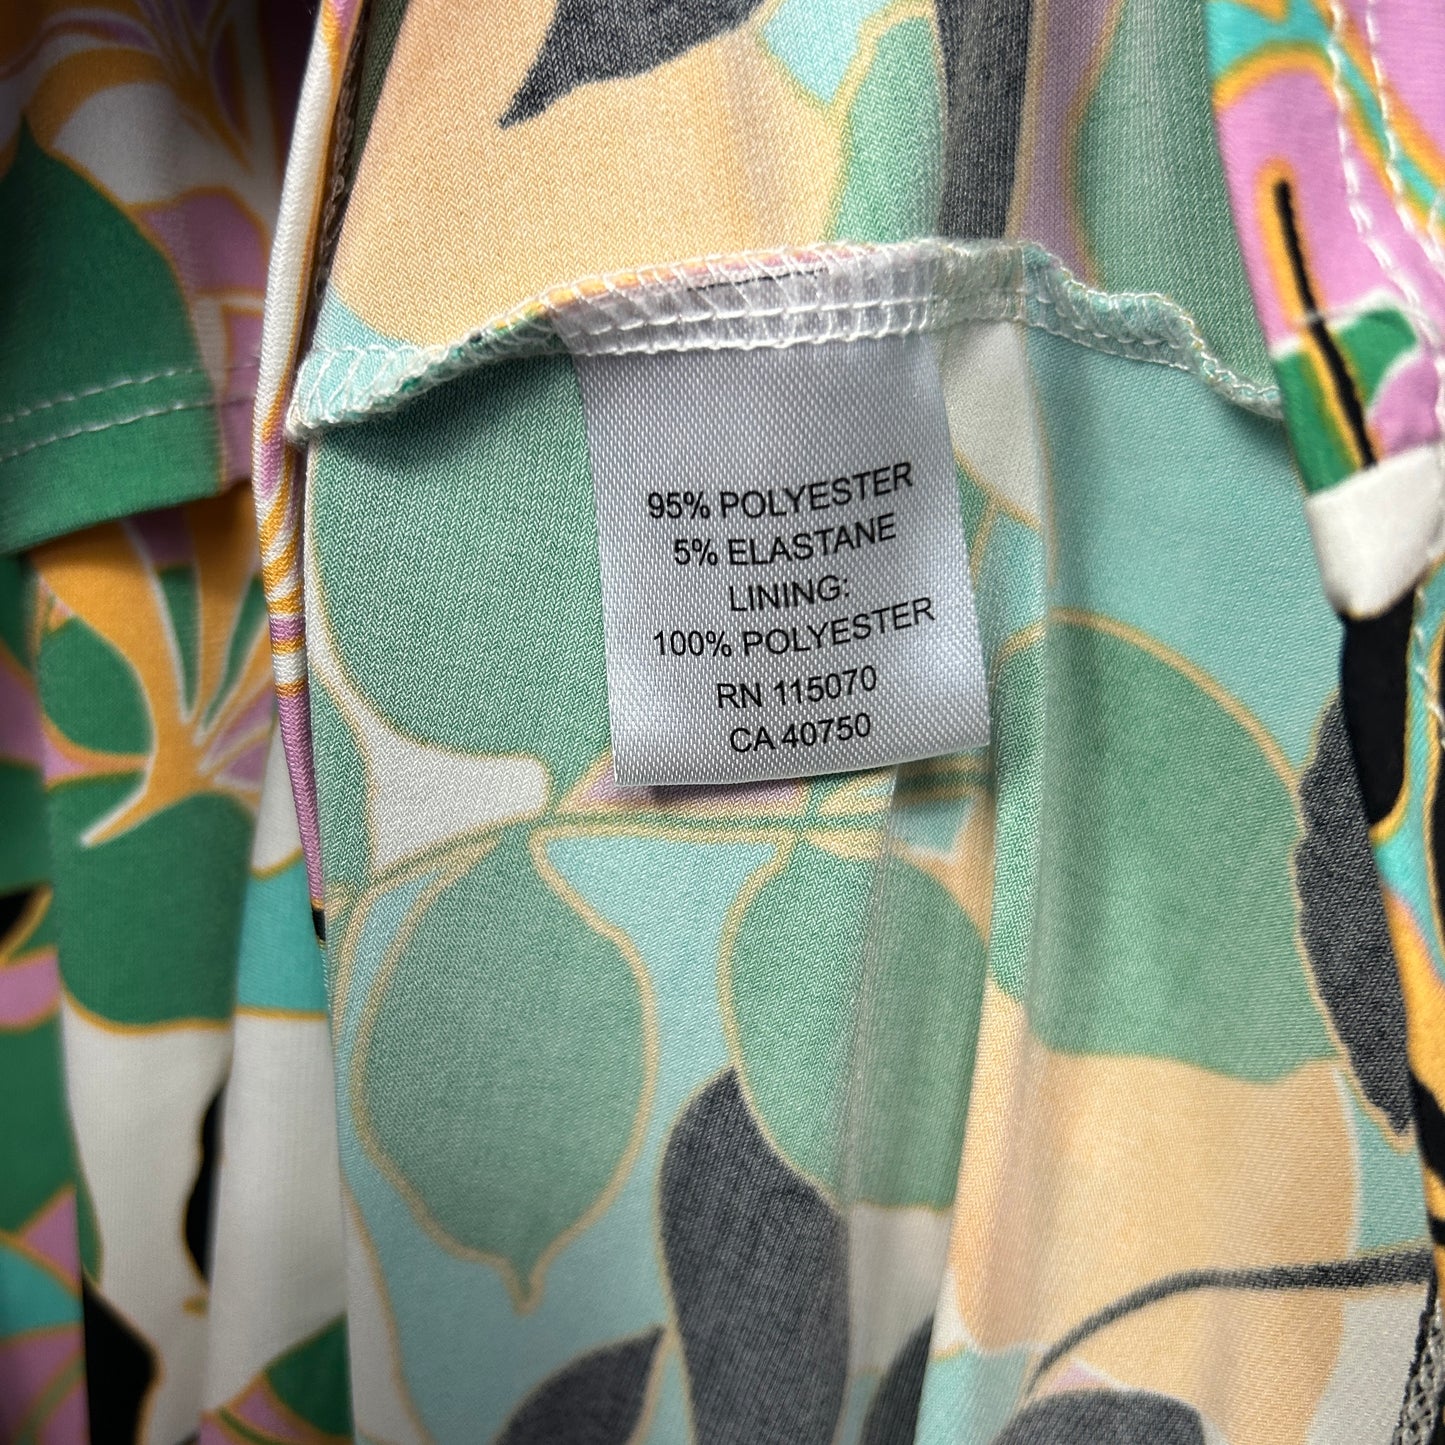 95% POLYESTER
5% ELASTANE
LINING:
100% POLYESTER
RN 115070
CA 40750